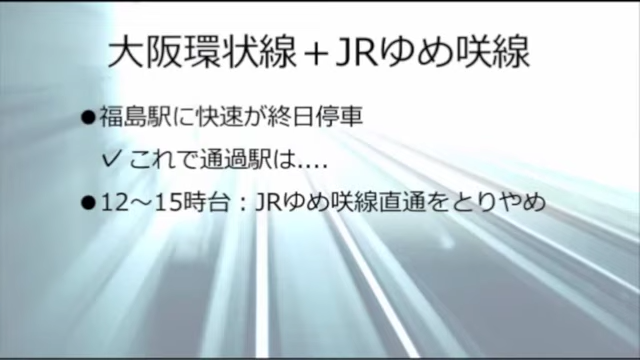 大阪環状線＋JRゆめ咲線
●福島駅に快速が終日停車
✓ これで通過駅は‥‥
●12～15時台：JRゆめ咲線直通をとりやめ